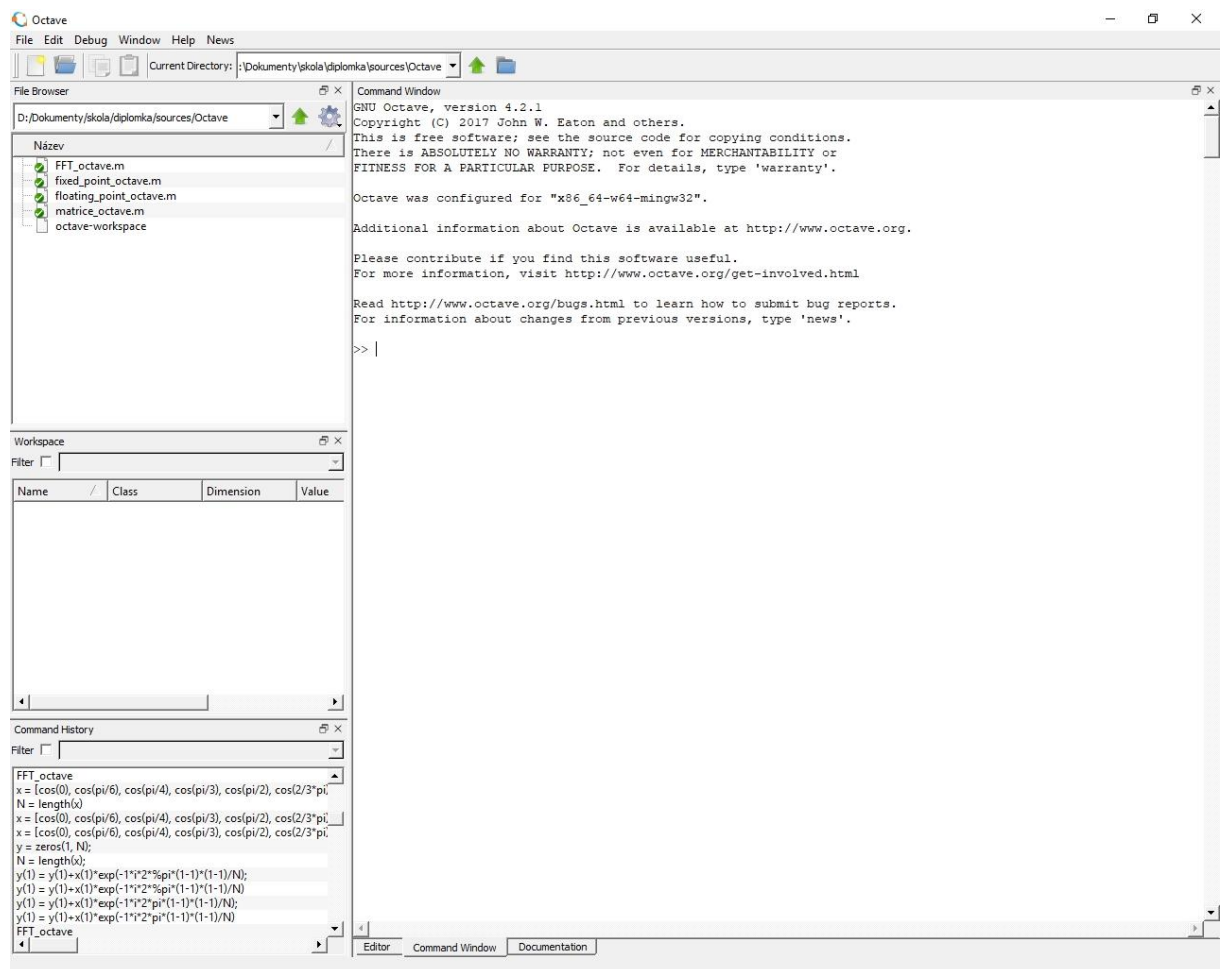 Octave
File Edit Debug Window Help News
Current Directory: :\Dokumenty\skola\diplomka\sources\Octave
File Browser
D:/Dokumenty/skola/diplomka/sources/Octave
Název
FFT_octave.m
fixed_point_octave.m
floating_point_octave.m
matrice_octave.m
octave-workspace
Workspace
Filter
Name Class Dimension Value
Command History
Filter
FFT_octave
x = [cos(0), cos(pi/6), cos(pi/4), cos(pi/3), cos(pi/2), cos(2/3*pi)
N = length(x)
x = [cos(0), cos(pi/6), cos(pi/4), cos(pi/3), cos(pi/2), cos(2/3*pi)
x = [cos(0), cos(pi/6), cos(pi/4), cos(pi/3), cos(pi/2), cos(2/3*pi)
y = zeros(1, N);
N = length(x);
y(1) = y(1)+x(1)*exp(-1*i*2*%pi*(1-1)*(1-1)/N);
y(1) = y(1)+x(1)*exp(-1*i*2*%pi*(1-1)*(1-1)/N)
y(1) = y(1)+x(1)*exp(-1*i*2*pi*(1-1)*(1-1)/N);
y(1) = y(1)+x(1)*exp(-1*i*2*pi*(1-1)*(1-1)/N)
FFT_octave
Command Window
GNU Octave, version 4.2.1
Copyright (C) 2017 John W. Eaton and others.
This is free software; see the source code for copying conditions.
There is ABSOLUTELY NO WARRANTY; not even for MERCHANTABILITY or
FITNESS FOR A PARTICULAR PURPOSE.  For details, type 'warranty'.
Octave was configured for "x86_64-w64-mingw32".
Additional information about Octave is available at http://www.octave.org.
Please contribute if you find this software useful.
For more information, visit http://www.octave.org/get-involved.html
Read http://www.octave.org/bugs.html to learn how to submit bug reports.
For information about changes from previous versions, type 'news'.
>>
Editor Command Window Documentation